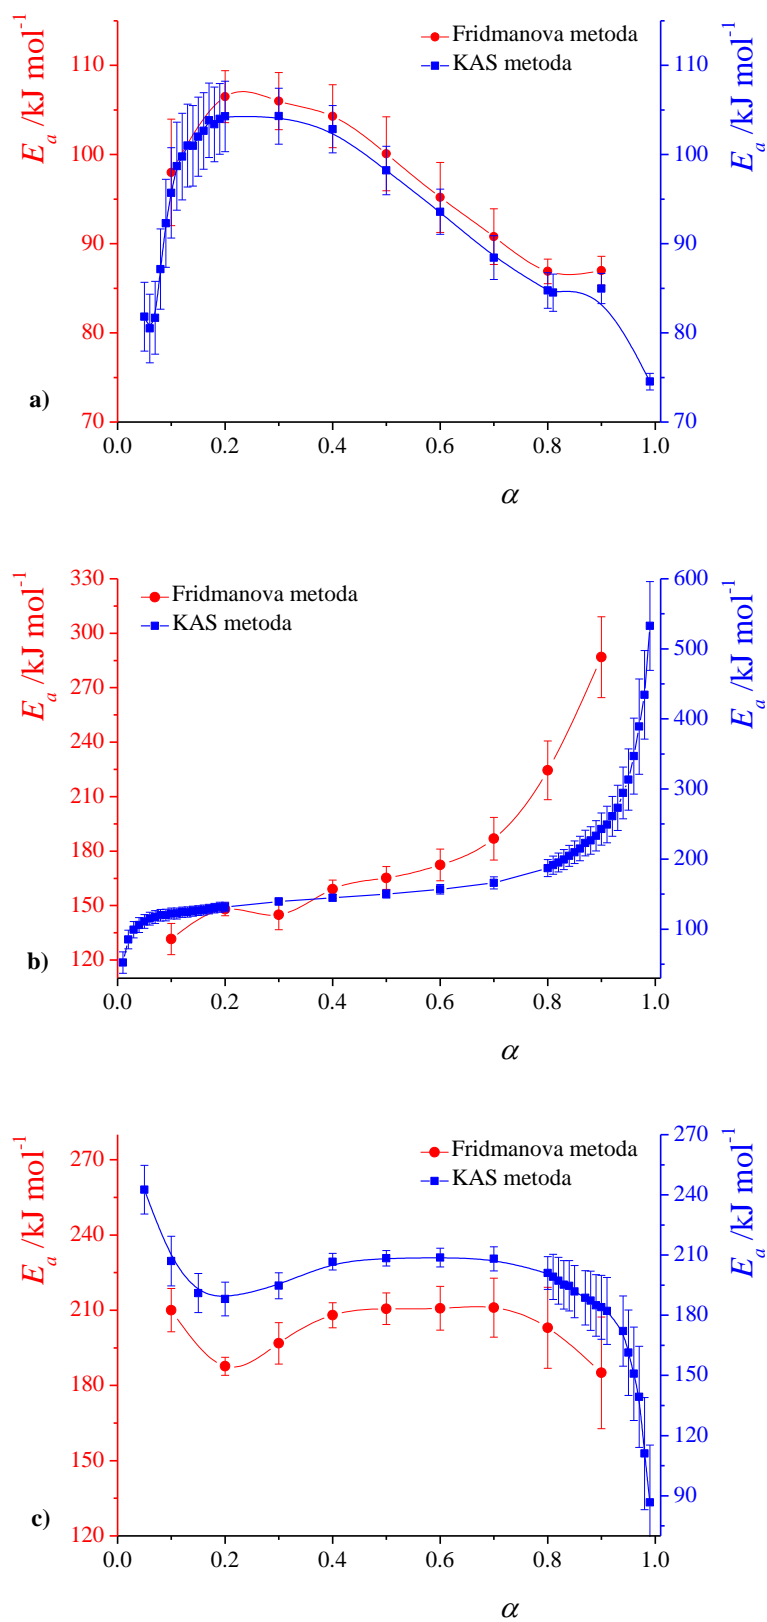 Fridmanova metoda
KAS metoda
E_a /kJ mol^-1
E_a /kJ mol^-1
110 110
100 100
90 90
80 80
70 70
a)
0.0 0.2 0.4 0.6 0.8 1.0
α
Fridmanova metoda
KAS metoda
E_a /kJ mol^-1
E_a /kJ mol^-1
330 600
300 500
270
240 400
210 300
180
150 200
120 100
b)
0.0 0.2 0.4 0.6 0.8 1.0
α
Fridmanova metoda
KAS metoda
E_a /kJ mol^-1
E_a /kJ mol^-1
270 270
240 240
210 210
180 180
150 150
120 120
90
c)
0.0 0.2 0.4 0.6 0.8 1.0
α